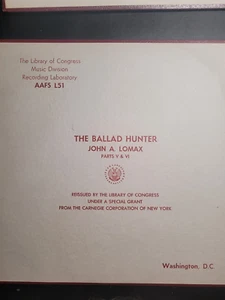 The Library of Congress
Music Division
Recording Laboratory
AAFS L51
THE BALLAD HUNTER
JOHN A. LOMAX
PARTS V & VI
REISSUED BY THE LIBRARY OF CONGRESS
UNDER A SPECIAL GRANT
FROM THE CARNEGIE CORPORATION OF NEW YORK
Washington, D.C